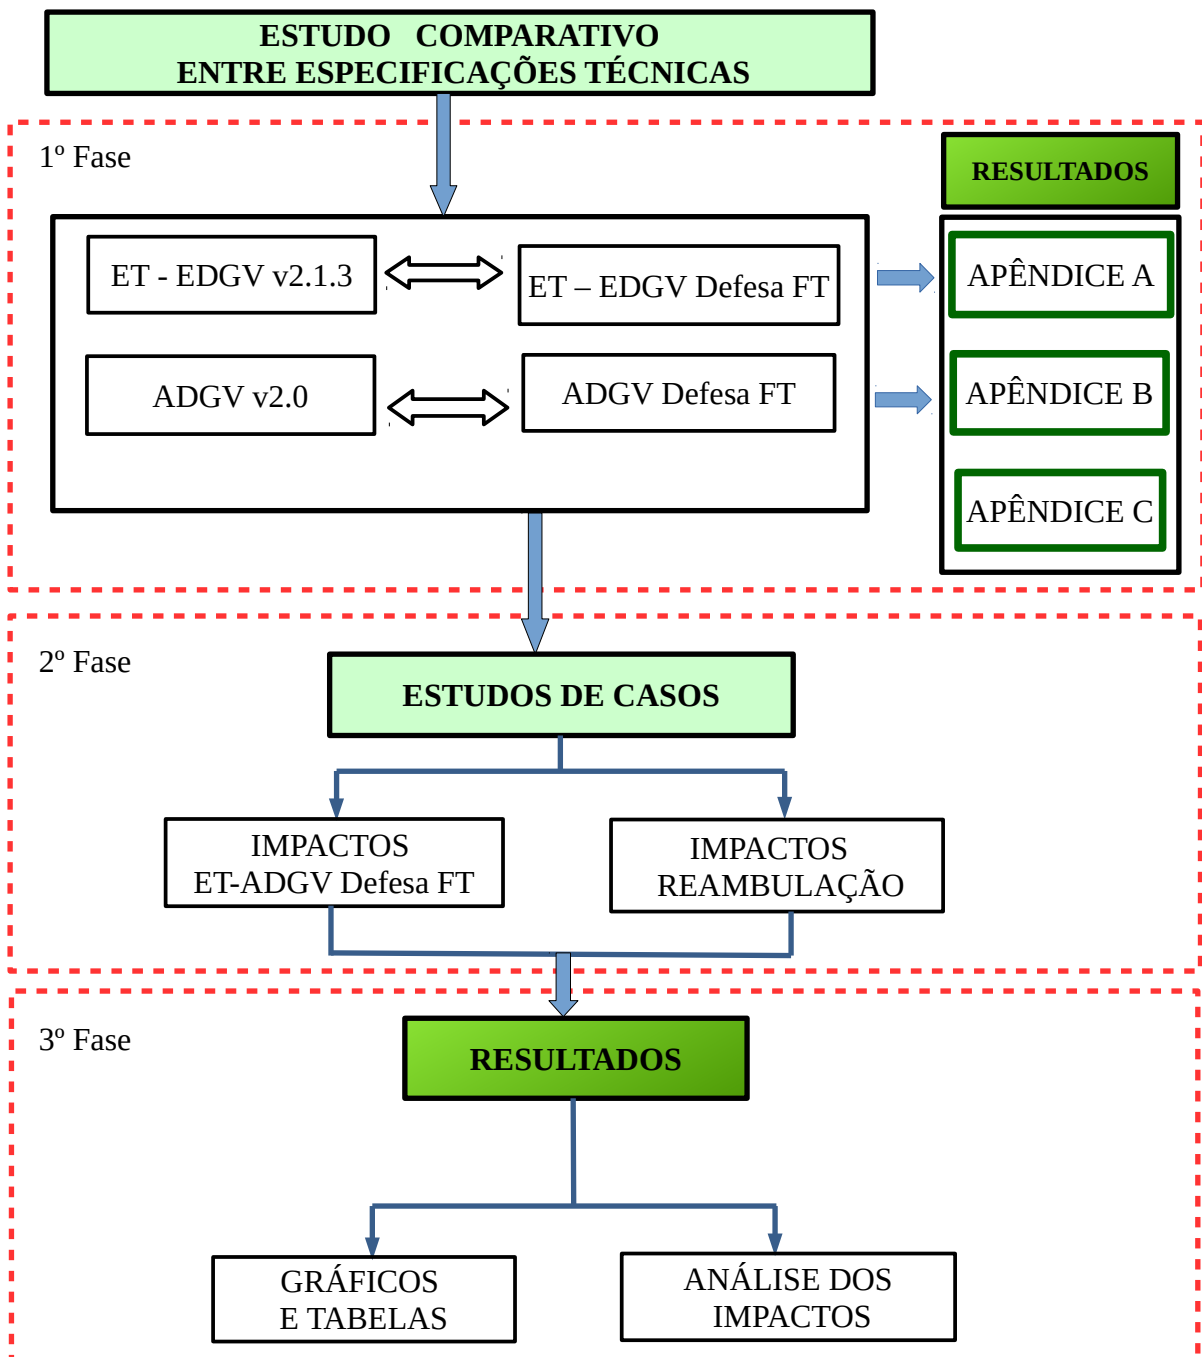 ESTUDO COMPARATIVO
ENTRE ESPECIFICAÇÕES TÉCNICAS
1º Fase
RESULTADOS
ET - EDGV v2.1.3
ET – EDGV Defesa FT
APÊNDICE A
ADGV v2.0
ADGV Defesa FT
APÊNDICE B
APÊNDICE C
2º Fase
ESTUDOS DE CASOS
IMPACTOS
ET-ADGV Defesa FT
IMPACTOS
REAMBULAÇÃO
3º Fase
RESULTADOS
GRÁFICOS
E TABELAS
ANÁLISE DOS
IMPACTOS